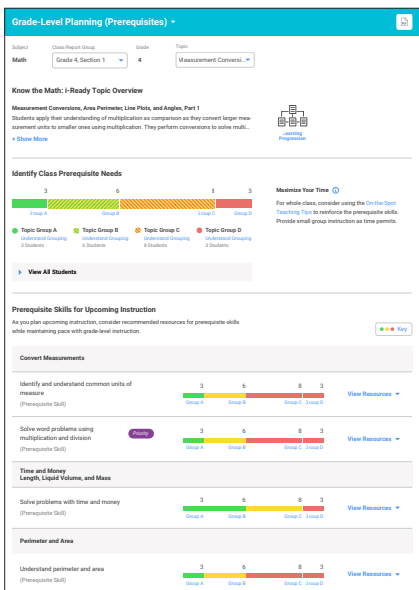 Grade-Level Planning (Prerequisites)
Subject Class/Report Group Grade Topic
Math Grade 4, Section 1 4 Measurement Conversi...
Know the Math: i-Ready Topic Overview
Measurement Conversions, Area Perimeter, Line Plots, and Angles, Part 1
Students apply their understanding of multiplication as comparison as they convert larger mea-
surement units to smaller ones using multiplication. They perform conversions to solve multi...
+ Show More
Learning
Progression
Identify Class Prerequisite Needs
3 6 8 3
Group A Group B Group C Group D
Topic Group A Topic Group B Topic Group C Topic Group D
Understand Grouping Understand Grouping Understand Grouping Understand Grouping
3 Students 6 Students 8 Students 3 Students
Maximize Your Time
For whole class, consider using the On-the-Spot
Teaching Tips to reinforce the prerequisite skills.
Provide small group instruction as time permits.
View All Students
Prerequisite Skills for Upcoming Instruction
As you plan upcoming instruction, consider recommended resources for prerequisite skills
while maintaining pace with grade-level instruction.
Key
Convert Measurements
Identify and understand common units of
measure
(Prerequisite Skill)
3 6 8 3
Group A Group B Group C Group D
View Resources
Solve word problems using
multiplication and division
(Prerequisite Skill)
Priority
3 6 8 3
Group A Group B Group C Group D
View Resources
Time and Money
Length, Liquid Volume, and Mass
Solve problems with time and money
(Prerequisite Skill)
3 6 8 3
Group A Group B Group C Group D
View Resources
Perimeter and Area
Understand perimeter and area
(Prerequisite Skill)
3 6 8 3
Group A Group B Group C Group D
View Resources